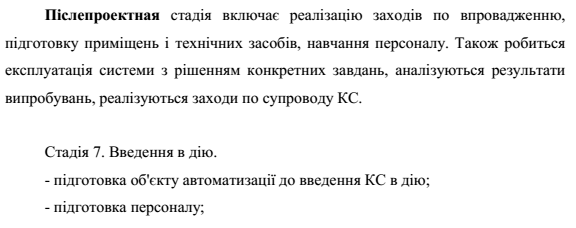 Післепроектная стадія включає реалізацію заходів по впровадженню,
підготовку приміщень і технічних засобів, навчання персоналу. Також робиться
експлуатація системи з рішенням конкретних завдань, аналізуються результати
випробувань, реалізуються заходи по супроводу КС.
Стадія 7. Введення в дію.
- підготовка об'єкту автоматизації до введення КС в дію;
- підготовка персоналу;